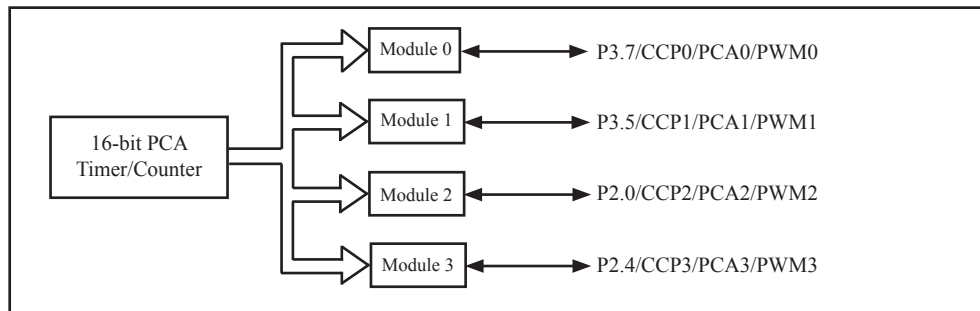 Module 0
P3.7/CCP0/PCA0/PWM0
Module 1
P3.5/CCP1/PCA1/PWM1
16-bit PCA
Timer/Counter
Module 2
P2.0/CCP2/PCA2/PWM2
Module 3
P2.4/CCP3/PCA3/PWM3